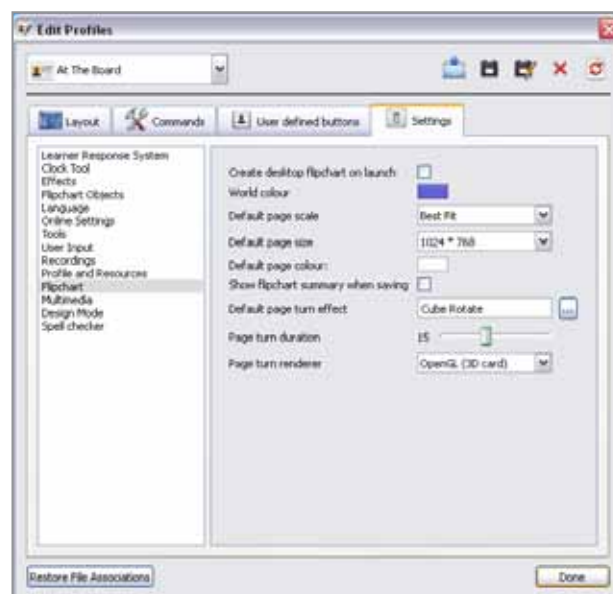 Edit Profiles
At The Board
Layout
Commands
User defined buttons
Settings
Learner Response System
Clock Tool
Effects
Flipchart Objects
Language
Online Settings
Tools
User Input
Recordings
Profile and Resources
Flipchart
Multimedia
Design Mode
Spell checker
Create desktop flipchart on launch
World colour
Default page scale Best Fit
Default page size 1024 * 768
Default page colour:
Show flipchart summary when saving
Default page turn effect Cube Rotate ...
Page turn duration 15
Page turn renderer OpenGL (3D card)
Restore File Associations
Done